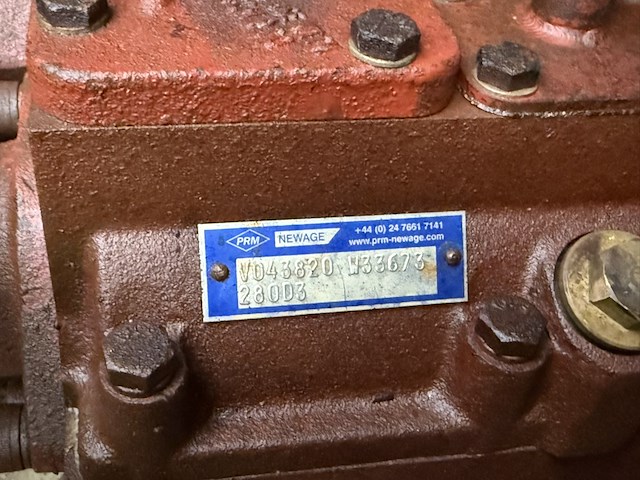 PRM NEWAGE +44 (0) 24 7661 7141
www.prm-newage.com
V043820 W33673
280D3